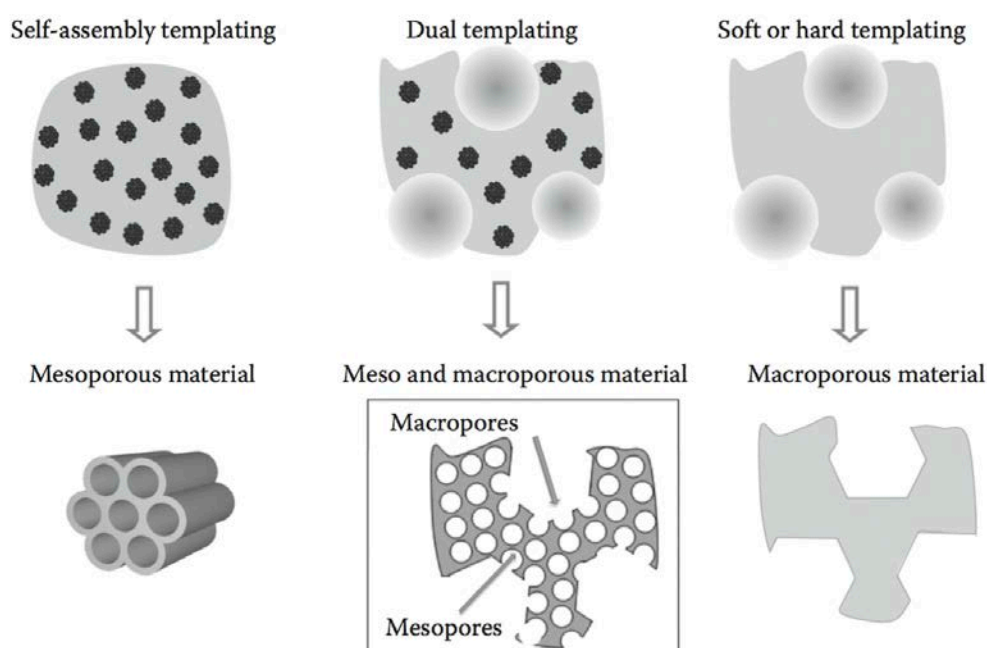 Self-assembly templating
Dual templating
Soft or hard templating
Mesoporous material
Meso and macroporous material
Macroporous material
Macropores
Mesopores